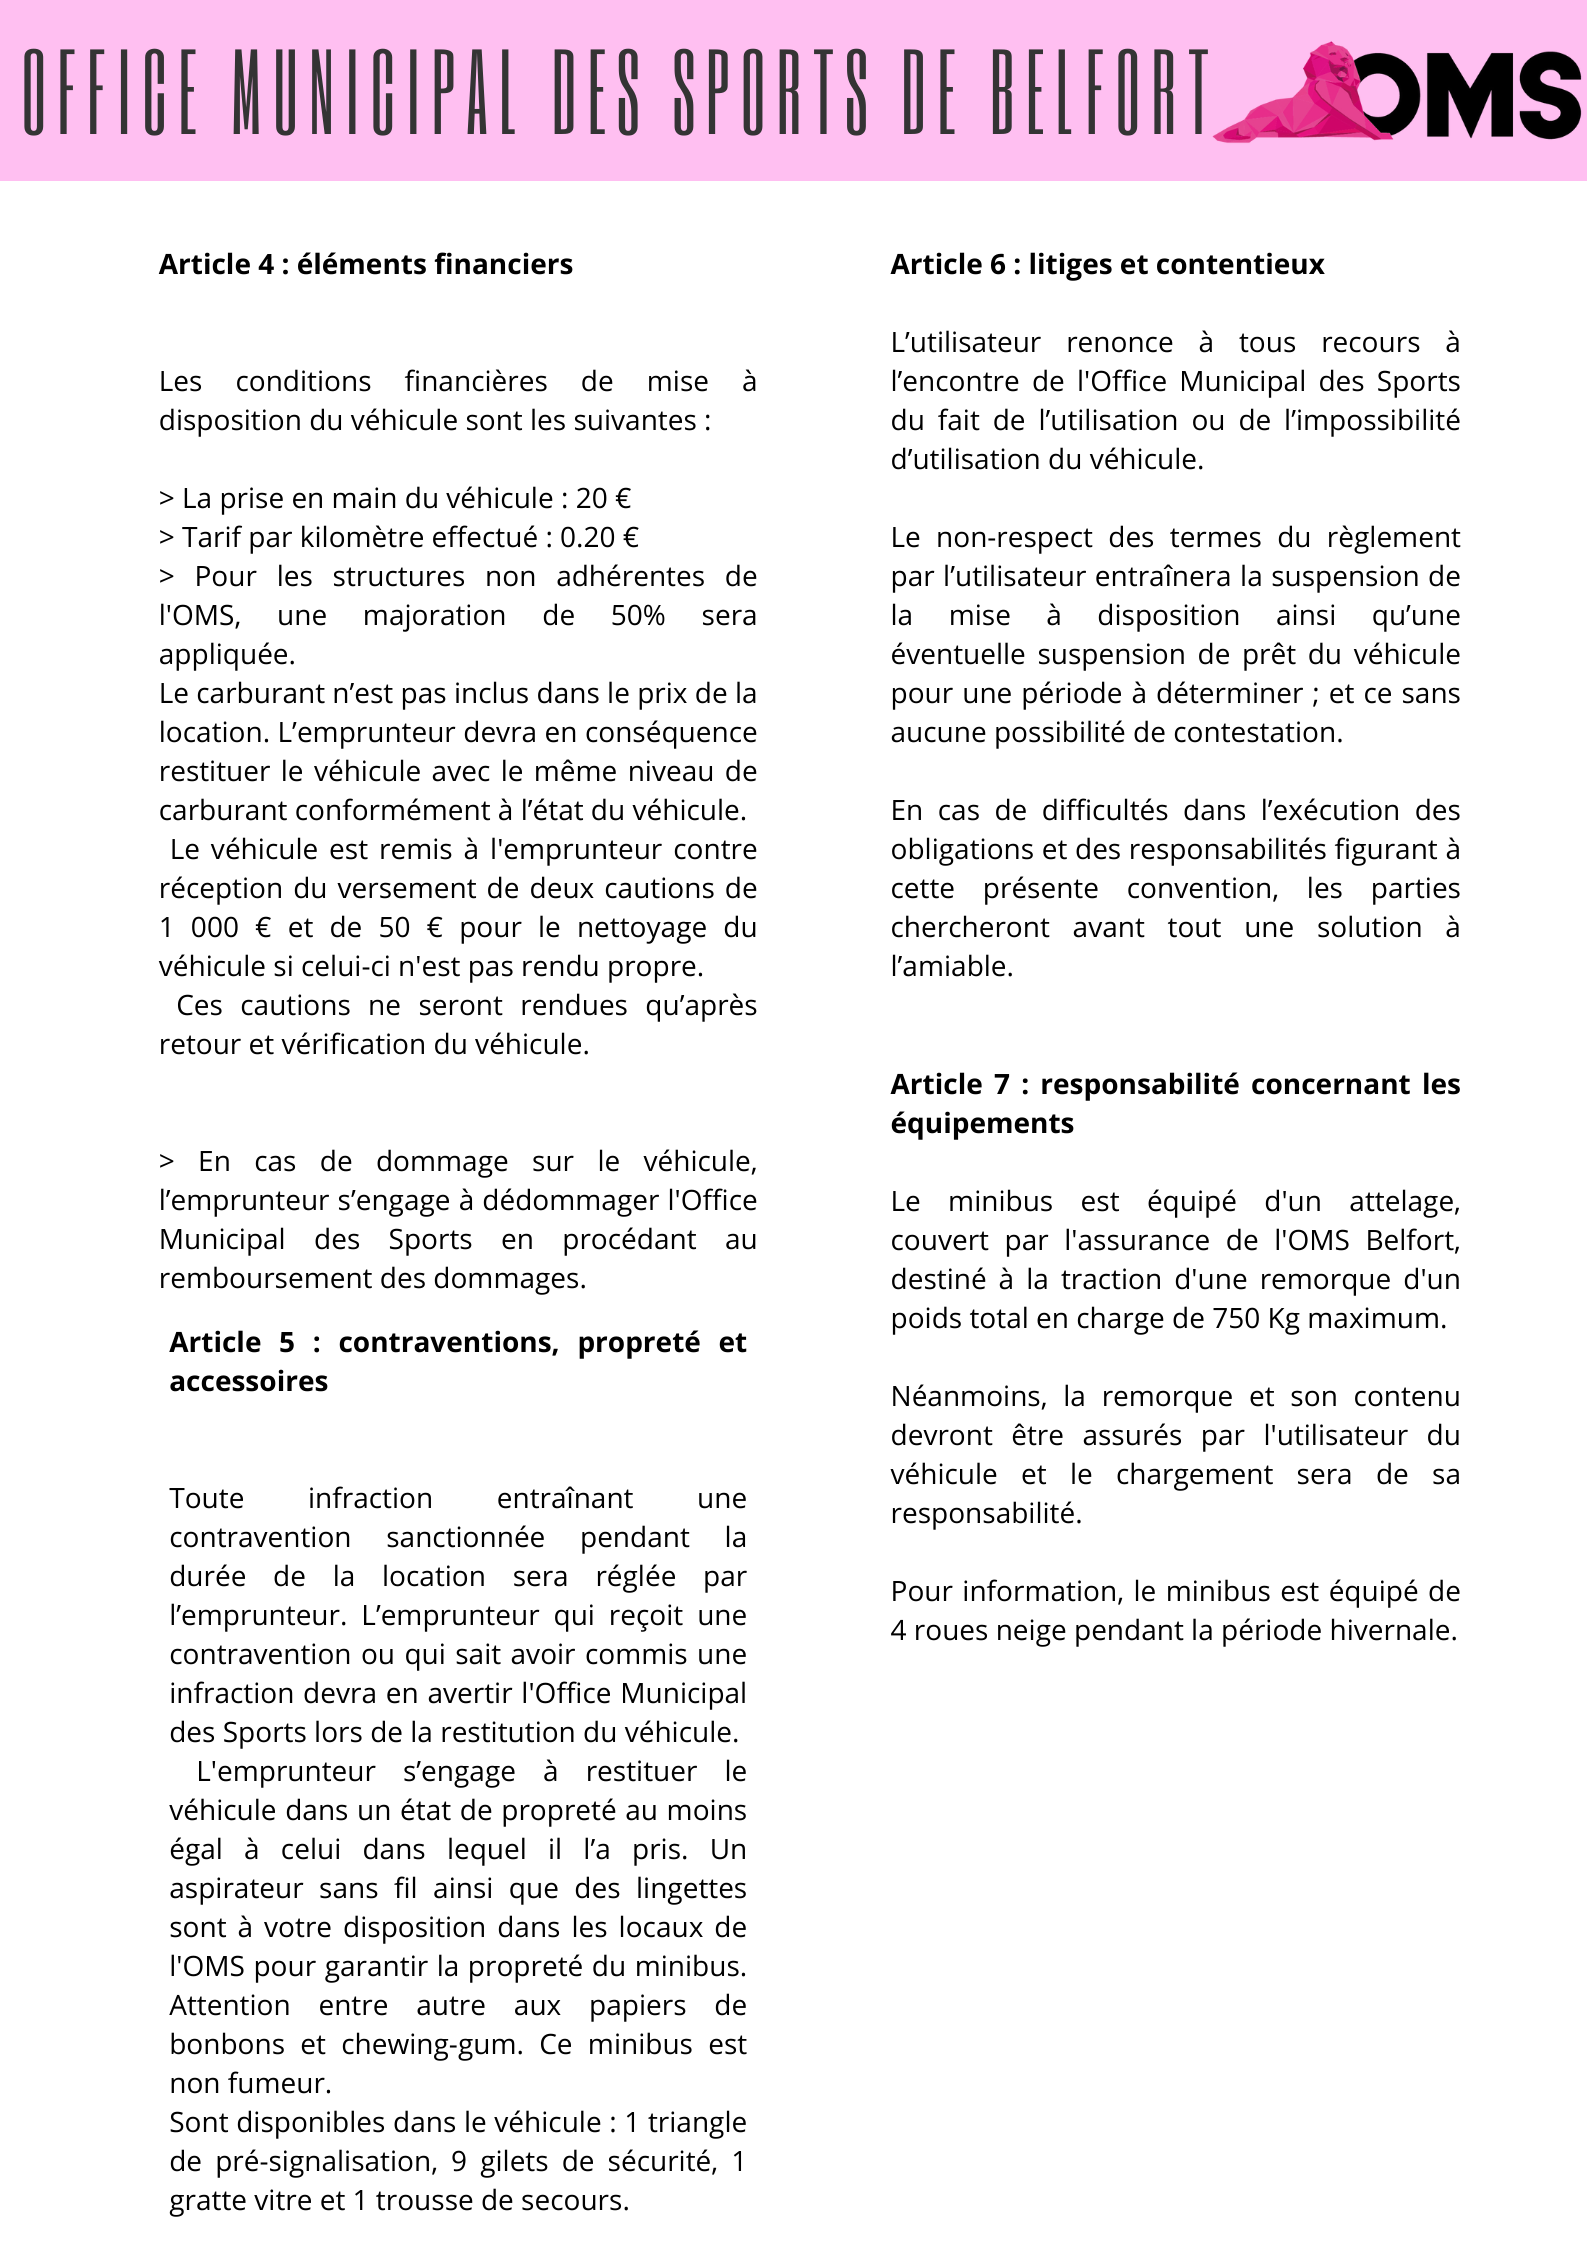 OFFICE MUNICIPAL DES SPORTS DE BELFORT
OMS
Article 4 : éléments financiers
Les conditions financières de mise à
disposition du véhicule sont les suivantes :
> La prise en main du véhicule : 20 €
> Tarif par kilomètre effectué : 0.20 €
> Pour les structures non adhérentes de
l'OMS, une majoration de 50% sera
appliquée.
Le carburant n’est pas inclus dans le prix de la
location. L’emprunteur devra en conséquence
restituer le véhicule avec le même niveau de
carburant conformément à l’état du véhicule.
Le véhicule est remis à l'emprunteur contre
réception du versement de deux cautions de
1 000 € et de 50 € pour le nettoyage du
véhicule si celui-ci n'est pas rendu propre.
Ces cautions ne seront rendues qu’après
retour et vérification du véhicule.
> En cas de dommage sur le véhicule,
l’emprunteur s’engage à dédommager l'Office
Municipal des Sports en procédant au
remboursement des dommages.
Article 5 : contraventions, propreté et
accessoires
Toute infraction entraînant une
contravention sanctionnée pendant la
durée de la location sera réglée par
l’emprunteur. L’emprunteur qui reçoit une
contravention ou qui sait avoir commis une
infraction devra en avertir l'Office Municipal
des Sports lors de la restitution du véhicule.
L'emprunteur s’engage à restituer le
véhicule dans un état de propreté au moins
égal à celui dans lequel il l’a pris. Un
aspirateur sans fil ainsi que des lingettes
sont à votre disposition dans les locaux de
l'OMS pour garantir la propreté du minibus.
Attention entre autre aux papiers de
bonbons et chewing-gum. Ce minibus est
non fumeur.
Sont disponibles dans le véhicule : 1 triangle
de pré-signalisation, 9 gilets de sécurité, 1
gratte vitre et 1 trousse de secours.
Article 6 : litiges et contentieux
L’utilisateur renonce à tous recours à
l’encontre de l'Office Municipal des Sports
du fait de l’utilisation ou de l’impossibilité
d’utilisation du véhicule.
Le non-respect des termes du règlement
par l’utilisateur entraînera la suspension de
la mise à disposition ainsi qu’une
éventuelle suspension de prêt du véhicule
pour une période à déterminer ; et ce sans
aucune possibilité de contestation.
En cas de difficultés dans l’exécution des
obligations et des responsabilités figurant à
cette présente convention, les parties
chercheront avant tout une solution à
l’amiable.
Article 7 : responsabilité concernant les
équipements
Le minibus est équipé d'un attelage,
couvert par l'assurance de l'OMS Belfort,
destiné à la traction d'une remorque d'un
poids total en charge de 750 Kg maximum.
Néanmoins, la remorque et son contenu
devront être assurés par l'utilisateur du
véhicule et le chargement sera de sa
responsabilité.
Pour information, le minibus est équipé de
4 roues neige pendant la période hivernale.